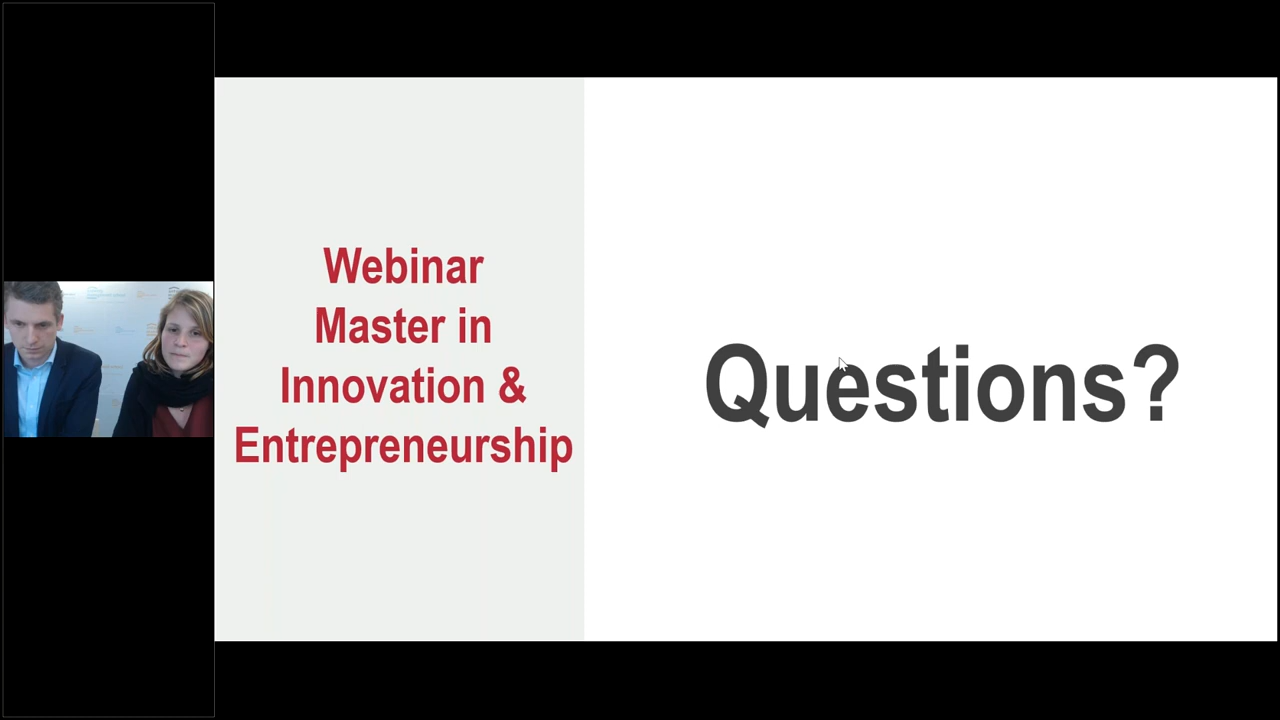 Webinar
Master in
Innovation &
Entrepreneurship
Questions?